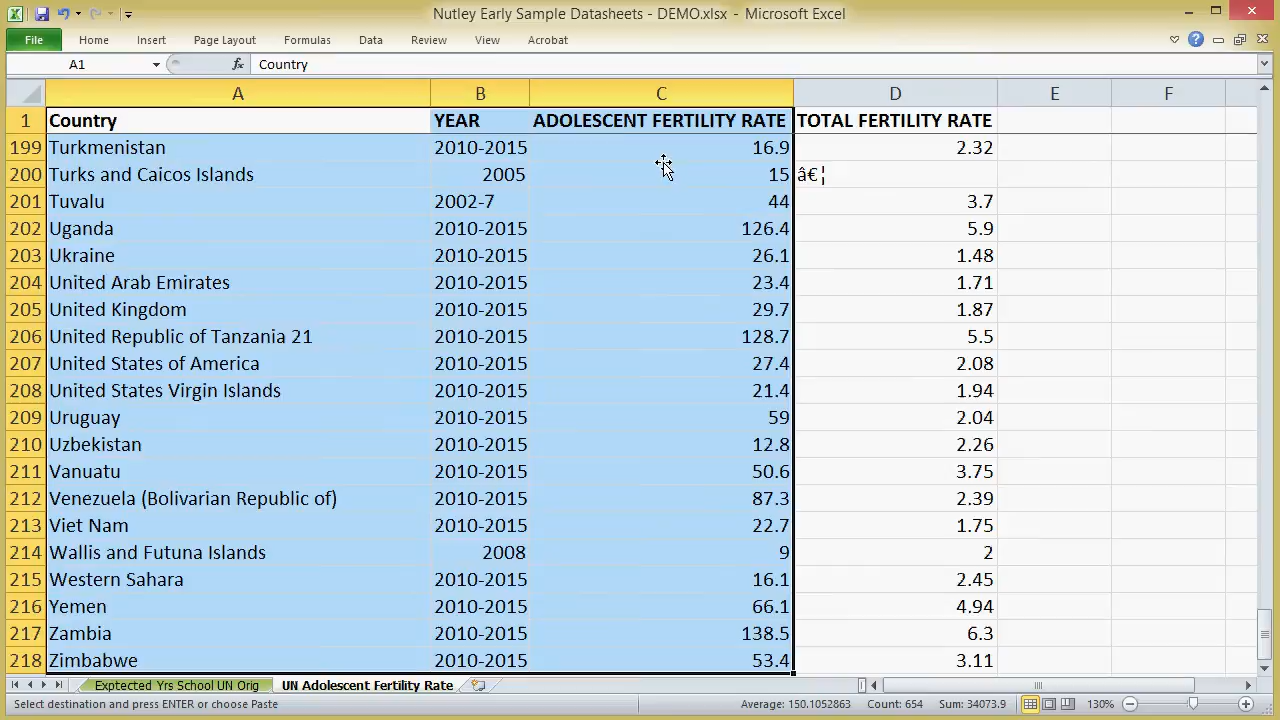 Nutley Early Sample Datasheets - DEMO.xlsx - Microsoft Excel
File Home Insert Page Layout Formulas Data Review View Acrobat
A1 fx Country
A B C D E F
1 Country YEAR ADOLESCENT FERTILITY RATE TOTAL FERTILITY RATE
199 Turkmenistan 2010-2015 16.9 2.32
200 Turks and Caicos Islands 2005 15 â€¦
201 Tuvalu 2002-7 44 3.7
202 Uganda 2010-2015 126.4 5.9
203 Ukraine 2010-2015 26.1 1.48
204 United Arab Emirates 2010-2015 23.4 1.71
205 United Kingdom 2010-2015 29.7 1.87
206 United Republic of Tanzania 21 2010-2015 128.7 5.5
207 United States of America 2010-2015 27.4 2.08
208 United States Virgin Islands 2010-2015 21.4 1.94
209 Uruguay 2010-2015 59 2.04
210 Uzbekistan 2010-2015 12.8 2.26
211 Vanuatu 2010-2015 50.6 3.75
212 Venezuela (Bolivarian Republic of) 2010-2015 87.3 2.39
213 Viet Nam 2010-2015 22.7 1.75
214 Wallis and Futuna Islands 2008 9 2
215 Western Sahara 2010-2015 16.1 2.45
216 Yemen 2010-2015 66.1 4.94
217 Zambia 2010-2015 138.5 6.3
218 Zimbabwe 2010-2015 53.4 3.11
Exptected Yrs School UN Orig UN Adolescent Fertility Rate
Select destination and press ENTER or choose Paste Average: 150.1052863 Count: 654 Sum: 34073.9 130%